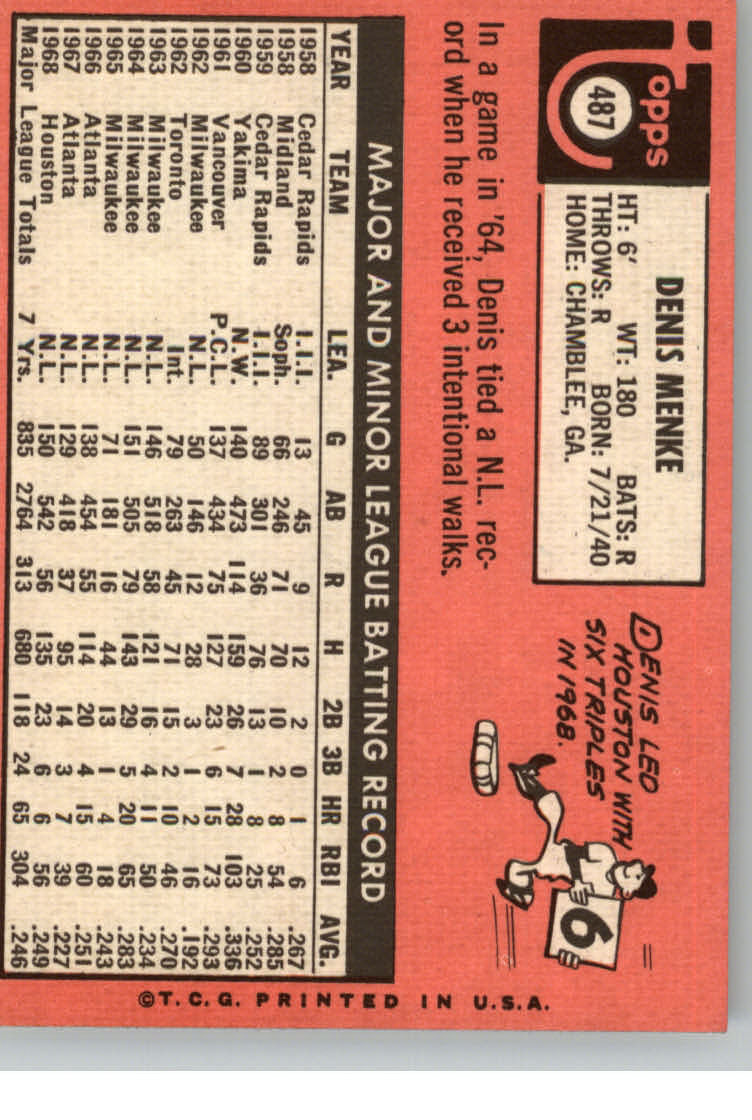 Topps
487
DENIS MENKE
HT: 6' WT: 180 BATS: R
THROWS: R BORN: 7/21/40
HOME: CHAMBLEE, GA.
DENIS LEO
HOUSTON WITH
SIX TRIPLES
IN 1968.
6
In a game in '64, Denis tied a N.L. rec-
ord when he received 3 intentional walks.
MAJOR AND MINOR LEAGUE BATTING RECORD
YEAR TEAM LEA. G AB R H 2B 3B HR RBI AVG.
1958 Cedar Rapids I.I.I. 13 45 9 12 2 0 1 6 .267
1958 Midland Soph. 66 246 71 70 10 2 8 54 .285
1959 Cedar Rapids I.I.I. 89 301 36 76 13 1 8 25 .252
1960 Yakima N.W. 140 473 114 159 26 7 28 103 .336
1961 Vancouver P.C.L. 137 434 75 127 23 6 15 73 .293
1962 Milwaukee N.L. 50 146 12 28 3 1 2 16 .192
1962 Toronto Int. 79 263 45 71 15 2 10 46 .270
1963 Milwaukee N.L. 146 518 58 121 16 4 11 50 .234
1964 Milwaukee N.L. 151 505 79 143 29 5 20 65 .283
1965 Milwaukee N.L. 71 181 16 44 13 1 4 18 .243
1966 Atlanta N.L. 138 454 55 114 20 4 15 60 .251
1967 Atlanta N.L. 129 418 37 95 14 3 7 39 .227
1968 Houston N.L. 150 542 56 135 23 6 6 56 .249
Major League Totals 7 Yrs. 835 2764 313 680 118 24 65 304 .246
©T.C.G. PRINTED IN U.S.A.